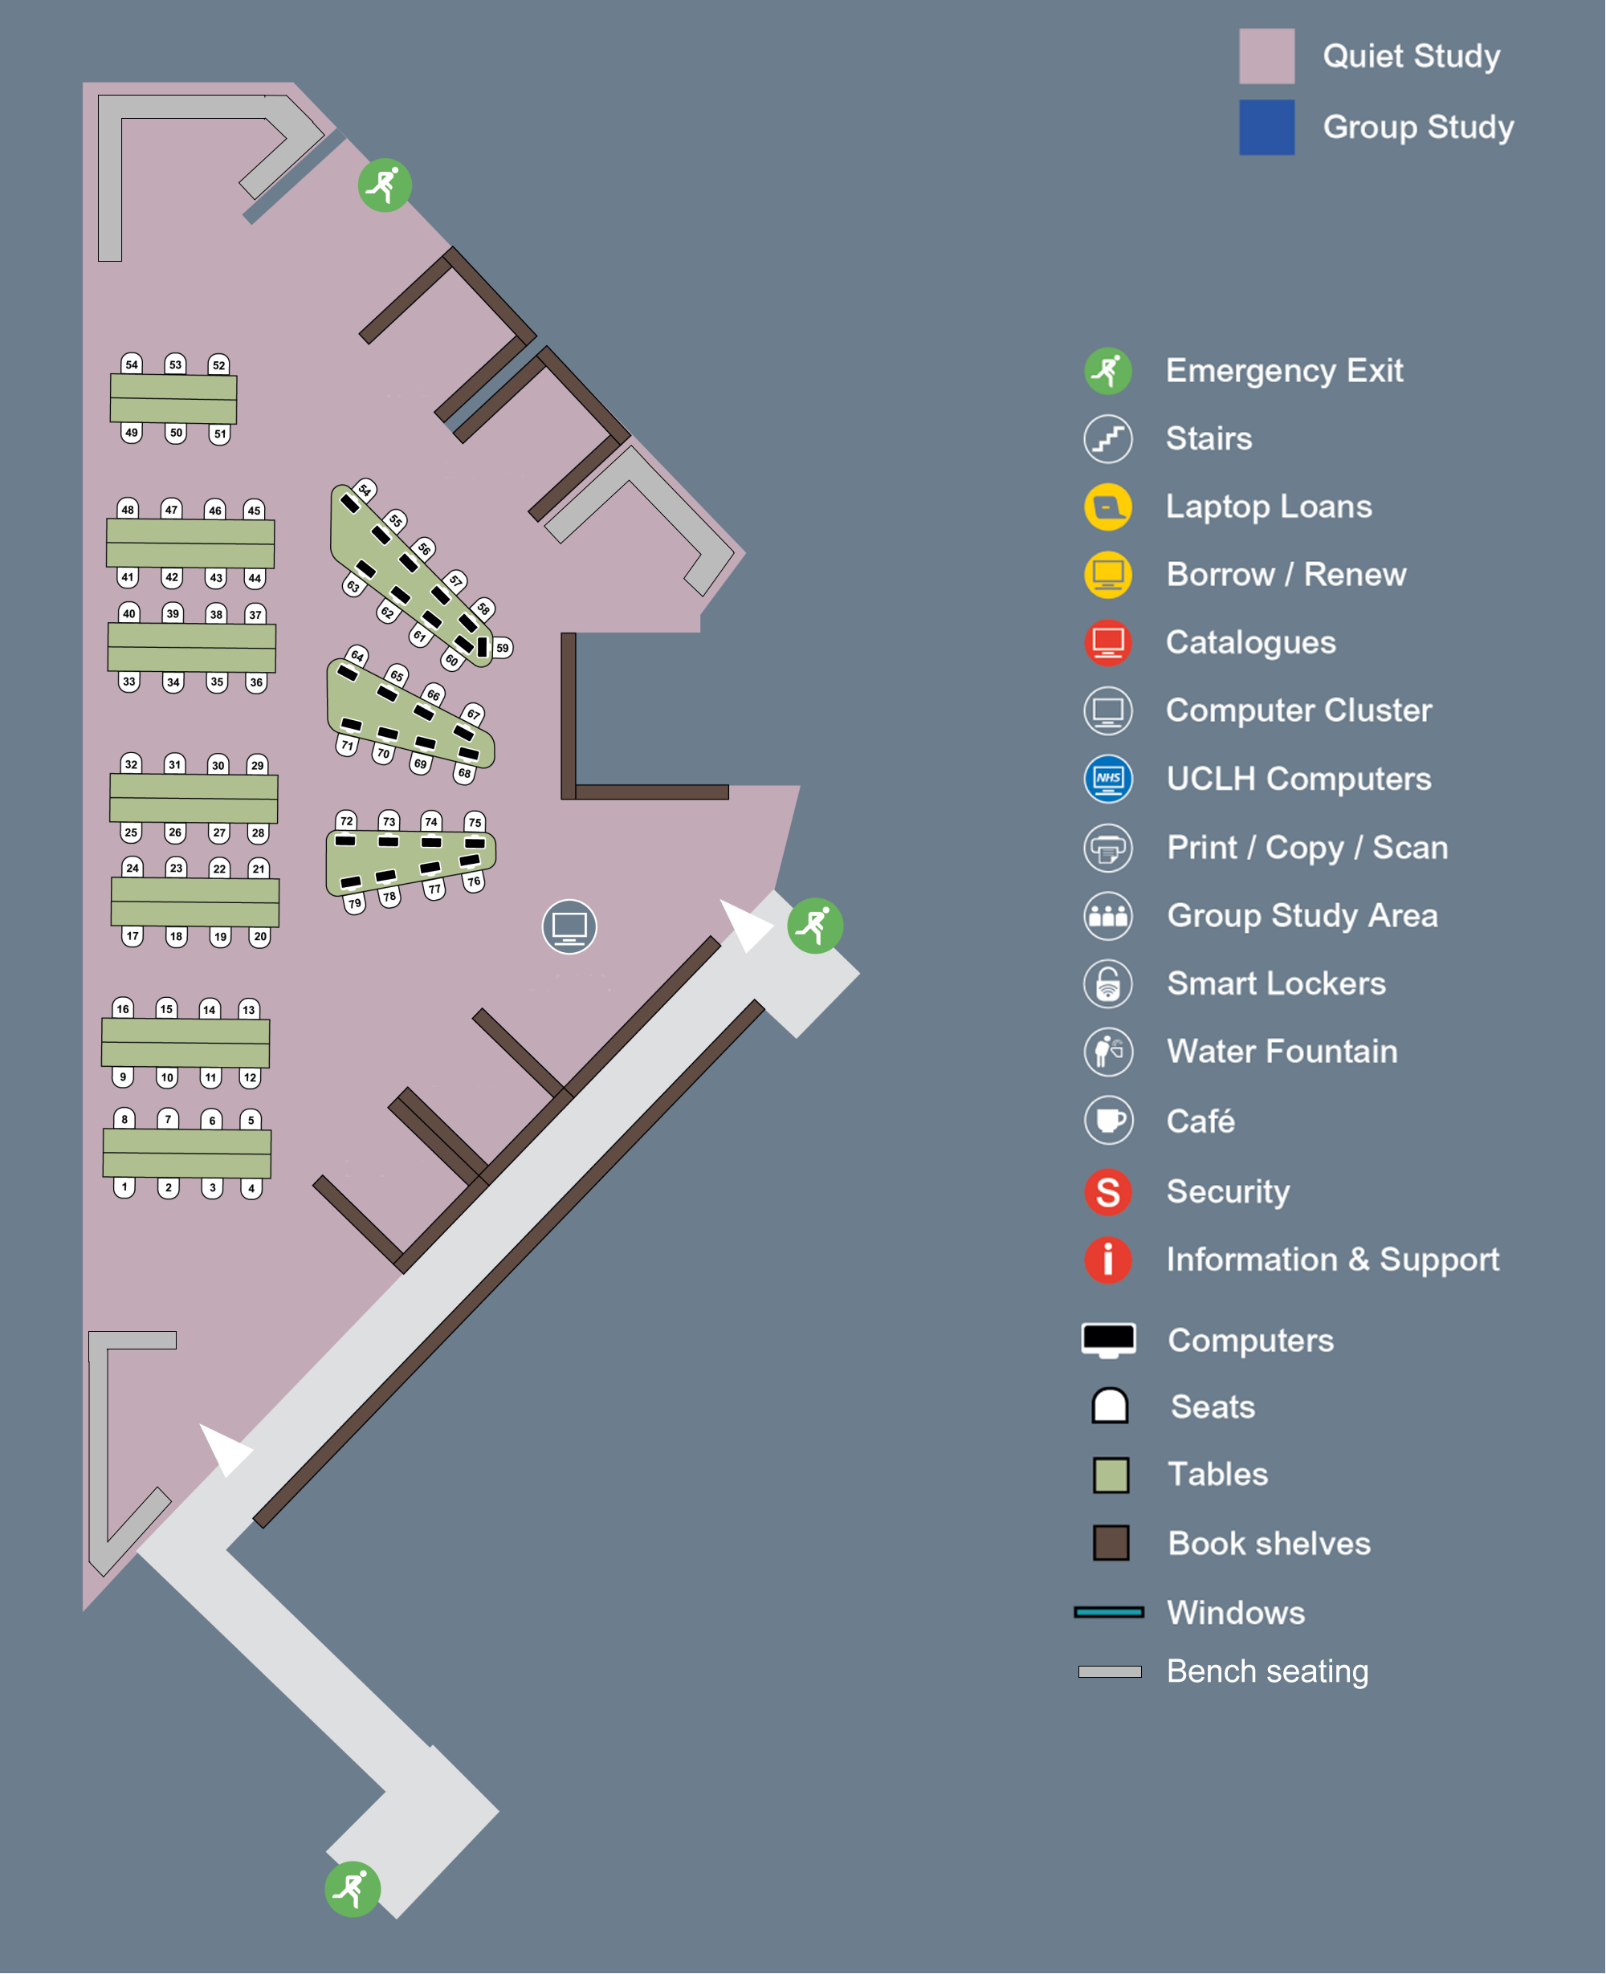 Quiet Study
Group Study
54 53 52
49 50 51
48 47 46 45
41 42 43 44
40 39 38 37
33 34 35 36
32 31 30 29
25 26 27 28
24 23 22 21
17 18 19 20
16 15 14 13
9 10 11 12
8 7 6 5
1 2 3 4
54 55 56 57 58 59
63 62 61 60
64 65 66 67
71 70 69 68
72 73 74 75
79 78 77 76
Emergency Exit
Stairs
Laptop Loans
Borrow / Renew
Catalogues
Computer Cluster
NHS UCLH Computers
Print / Copy / Scan
Group Study Area
Smart Lockers
Water Fountain
Café
S Security
i Information & Support
Computers
Seats
Tables
Book shelves
Windows
Bench seating